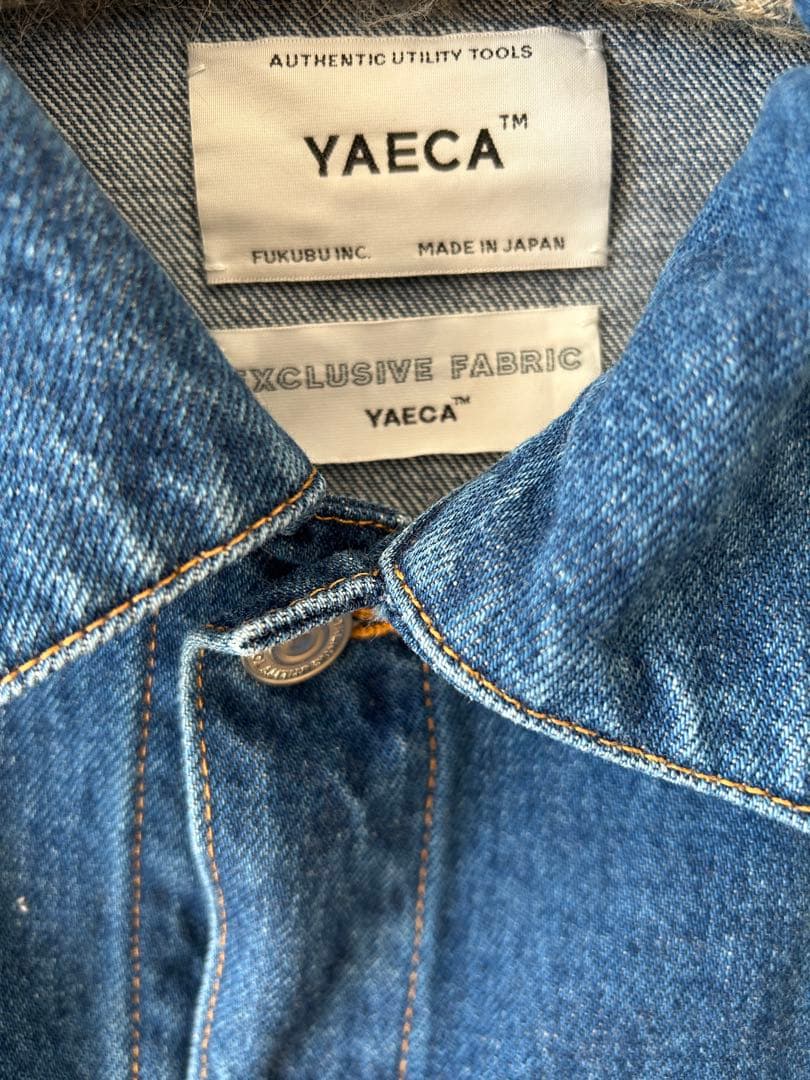 AUTHENTIC UTILITY TOOLS
YAECA™
FUKUBU INC. MADE IN JAPAN
EXCLUSIVE FABRIC
YAECA™